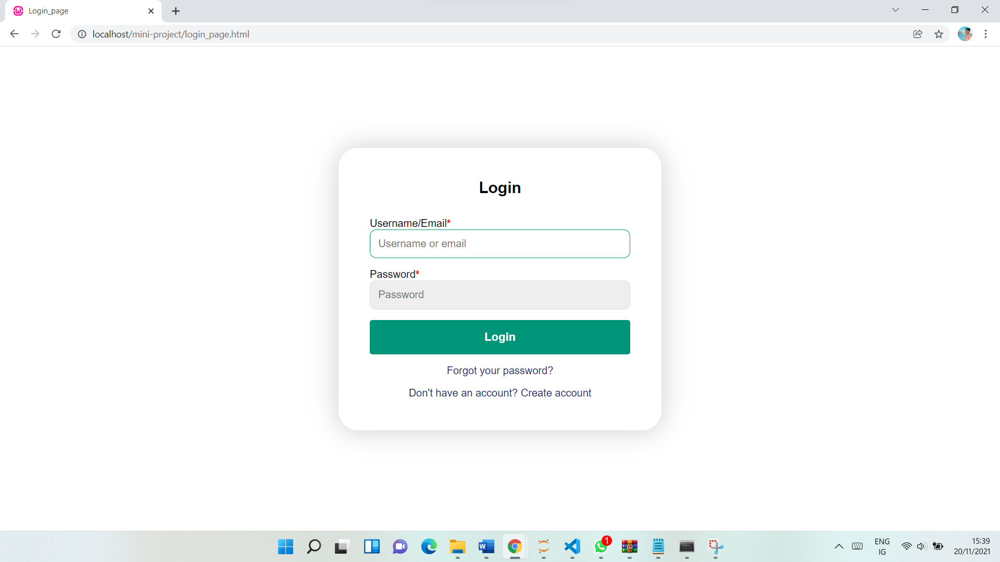 Login_page
localhost/mini-project/login_page.html
Login
Username/Email*
Username or email
Password*
Password
Login
Forgot your password?
Don't have an account? Create account
1
ENG
IG
15:39
20/11/2021